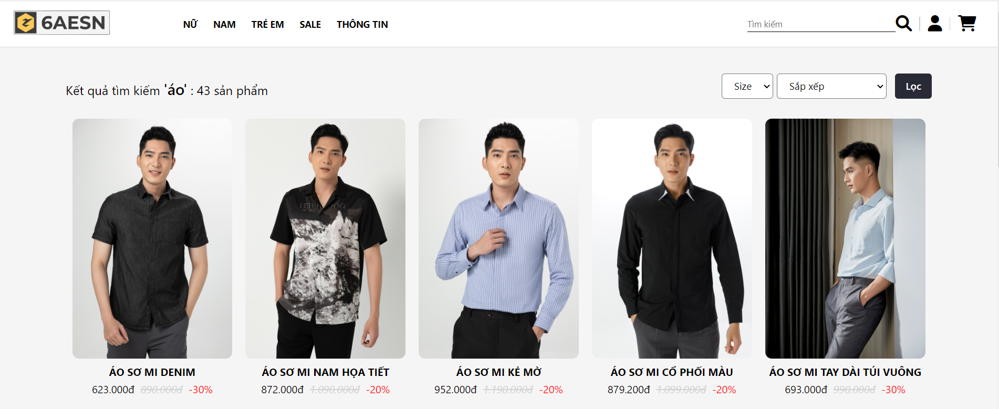 6AESN
NỮ NAM TRẺ EM SALE THÔNG TIN
Tìm kiếm
Kết quả tìm kiếm 'áo' : 43 sản phẩm
Size Sắp xếp Lọc
ÁO SƠ MI DENIM
623.000đ 890.000đ -30%
ÁO SƠ MI NAM HỌA TIẾT
872.000đ 1.090.000đ -20%
ÁO SƠ MI KẺ MỜ
952.000đ 1.190.000đ -20%
ÁO SƠ MI CỔ PHỐI MÀU
879.200đ 1.099.000đ -20%
ÁO SƠ MI TAY DÀI TÚI VUÔNG
693.000đ 990.000đ -30%